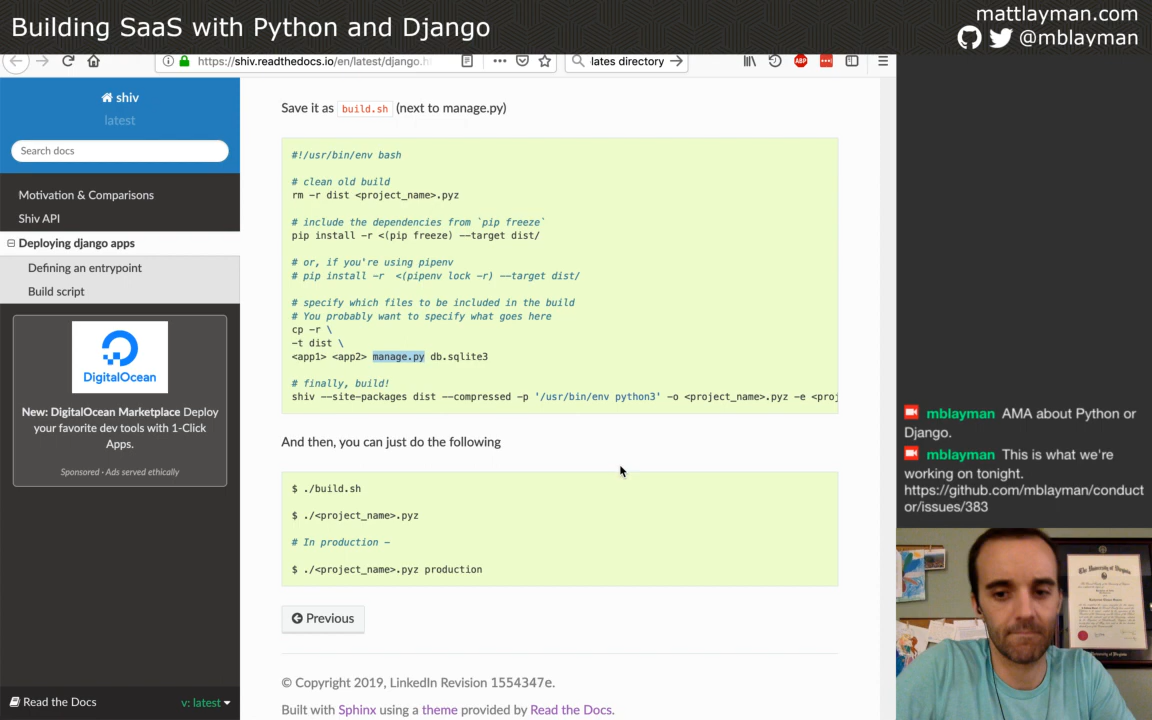 Building SaaS with Python and Django
mattlayman.com
@mblayman
https://shiv.readthedocs.io/en/latest/django.h
lates directory
ABP
shiv
latest
Search docs
Motivation & Comparisons
Shiv API
Deploying django apps
Defining an entrypoint
Build script
DigitalOcean
New: DigitalOcean Marketplace Deploy
your favorite dev tools with 1-Click
Apps.
Sponsored · Ads served ethically
Read the Docs
v: latest
Save it as build.sh (next to manage.py)
#!/usr/bin/env bash
# clean old build
rm -r dist <project_name>.pyz
# include the dependencies from `pip freeze`
pip install -r <(pip freeze) --target dist/
# or, if you're using pipenv
# pip install -r  <(pipenv lock -r) --target dist/
# specify which files to be included in the build
# You probably want to specify what goes here
cp -r \
-t dist \
<app1> <app2> manage.py db.sqlite3
# finally, build!
shiv --site-packages dist --compressed -p '/usr/bin/env python3' -o <project_name>.pyz -e <proj
And then, you can just do the following
$ ./build.sh
$ ./<project_name>.pyz
# In production -
$ ./<project_name>.pyz production
Previous
© Copyright 2019, LinkedIn Revision 1554347e.
Built with Sphinx using a theme provided by Read the Docs.
mblayman AMA about Python or
Django.
mblayman This is what we're
working on tonight.
https://github.com/mblayman/conduct
or/issues/383
The University of Virginia